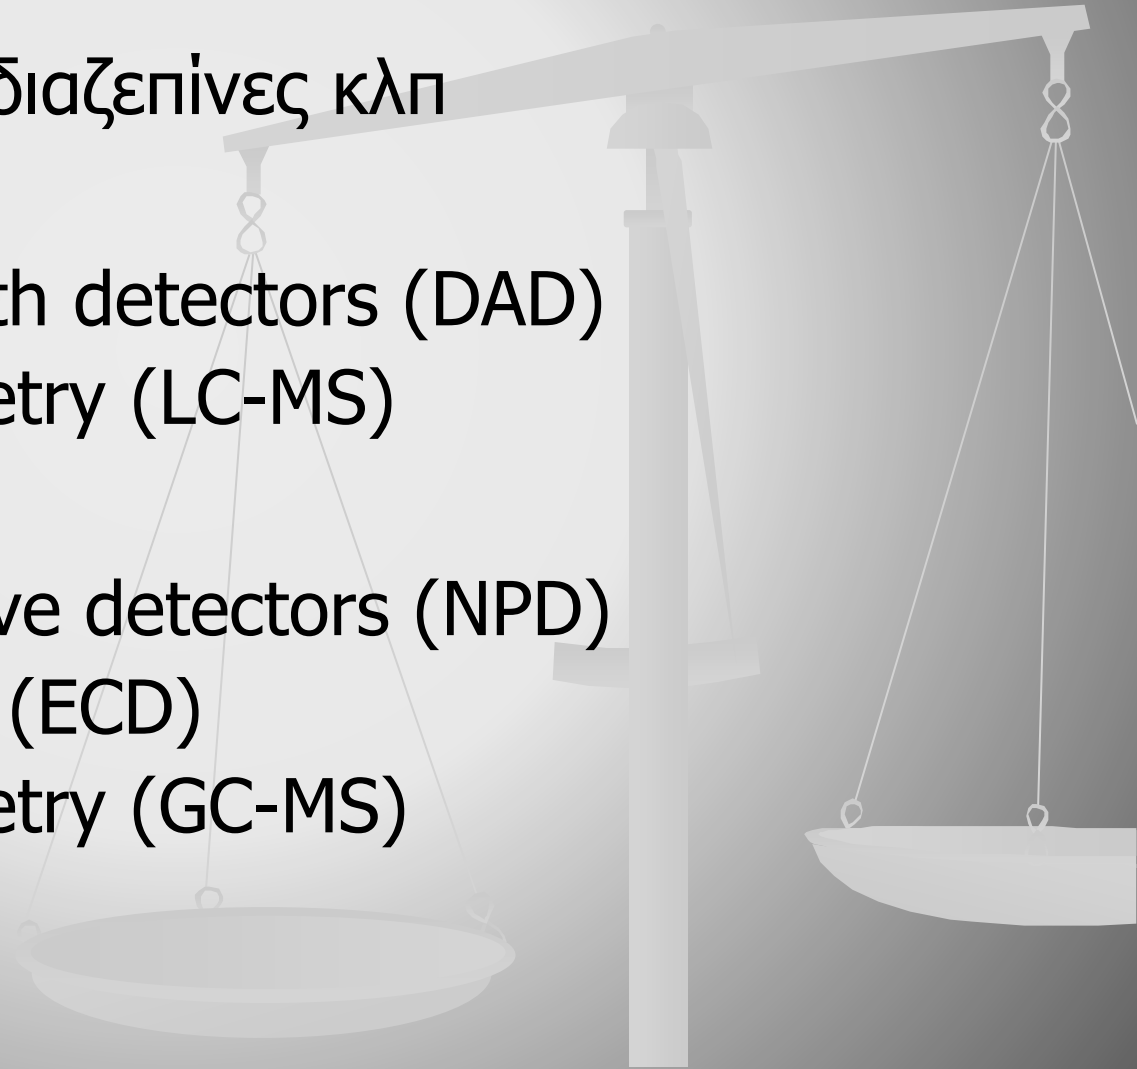 διαζεπίνες κλπ
th detectors (DAD)
etry (LC-MS)
ve detectors (NPD)
(ECD)
etry (GC-MS)